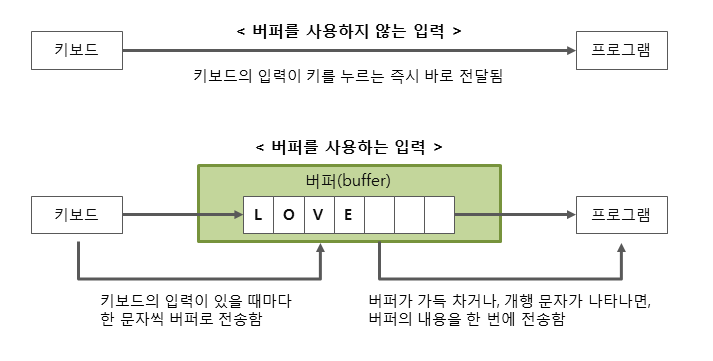 < 버퍼를 사용하지 않는 입력 >
키보드
프로그램
키보드의 입력이 키를 누르는 즉시 바로 전달됨
< 버퍼를 사용하는 입력 >
버퍼(buffer)
키보드
L O V E
프로그램
키보드의 입력이 있을 때마다
한 문자씩 버퍼로 전송함
버퍼가 가득 차거나, 개행 문자가 나타나면,
버퍼의 내용을 한 번에 전송함